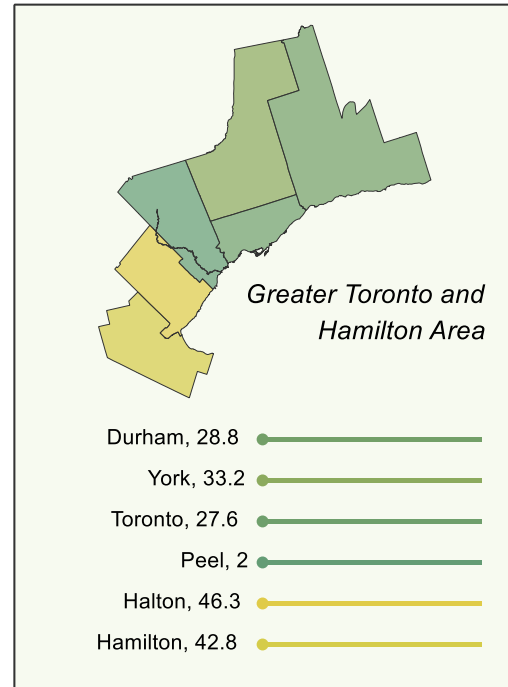 Greater Toronto and
Hamilton Area
Durham, 28.8
York, 33.2
Toronto, 27.6
Peel, 2
Halton, 46.3
Hamilton, 42.8